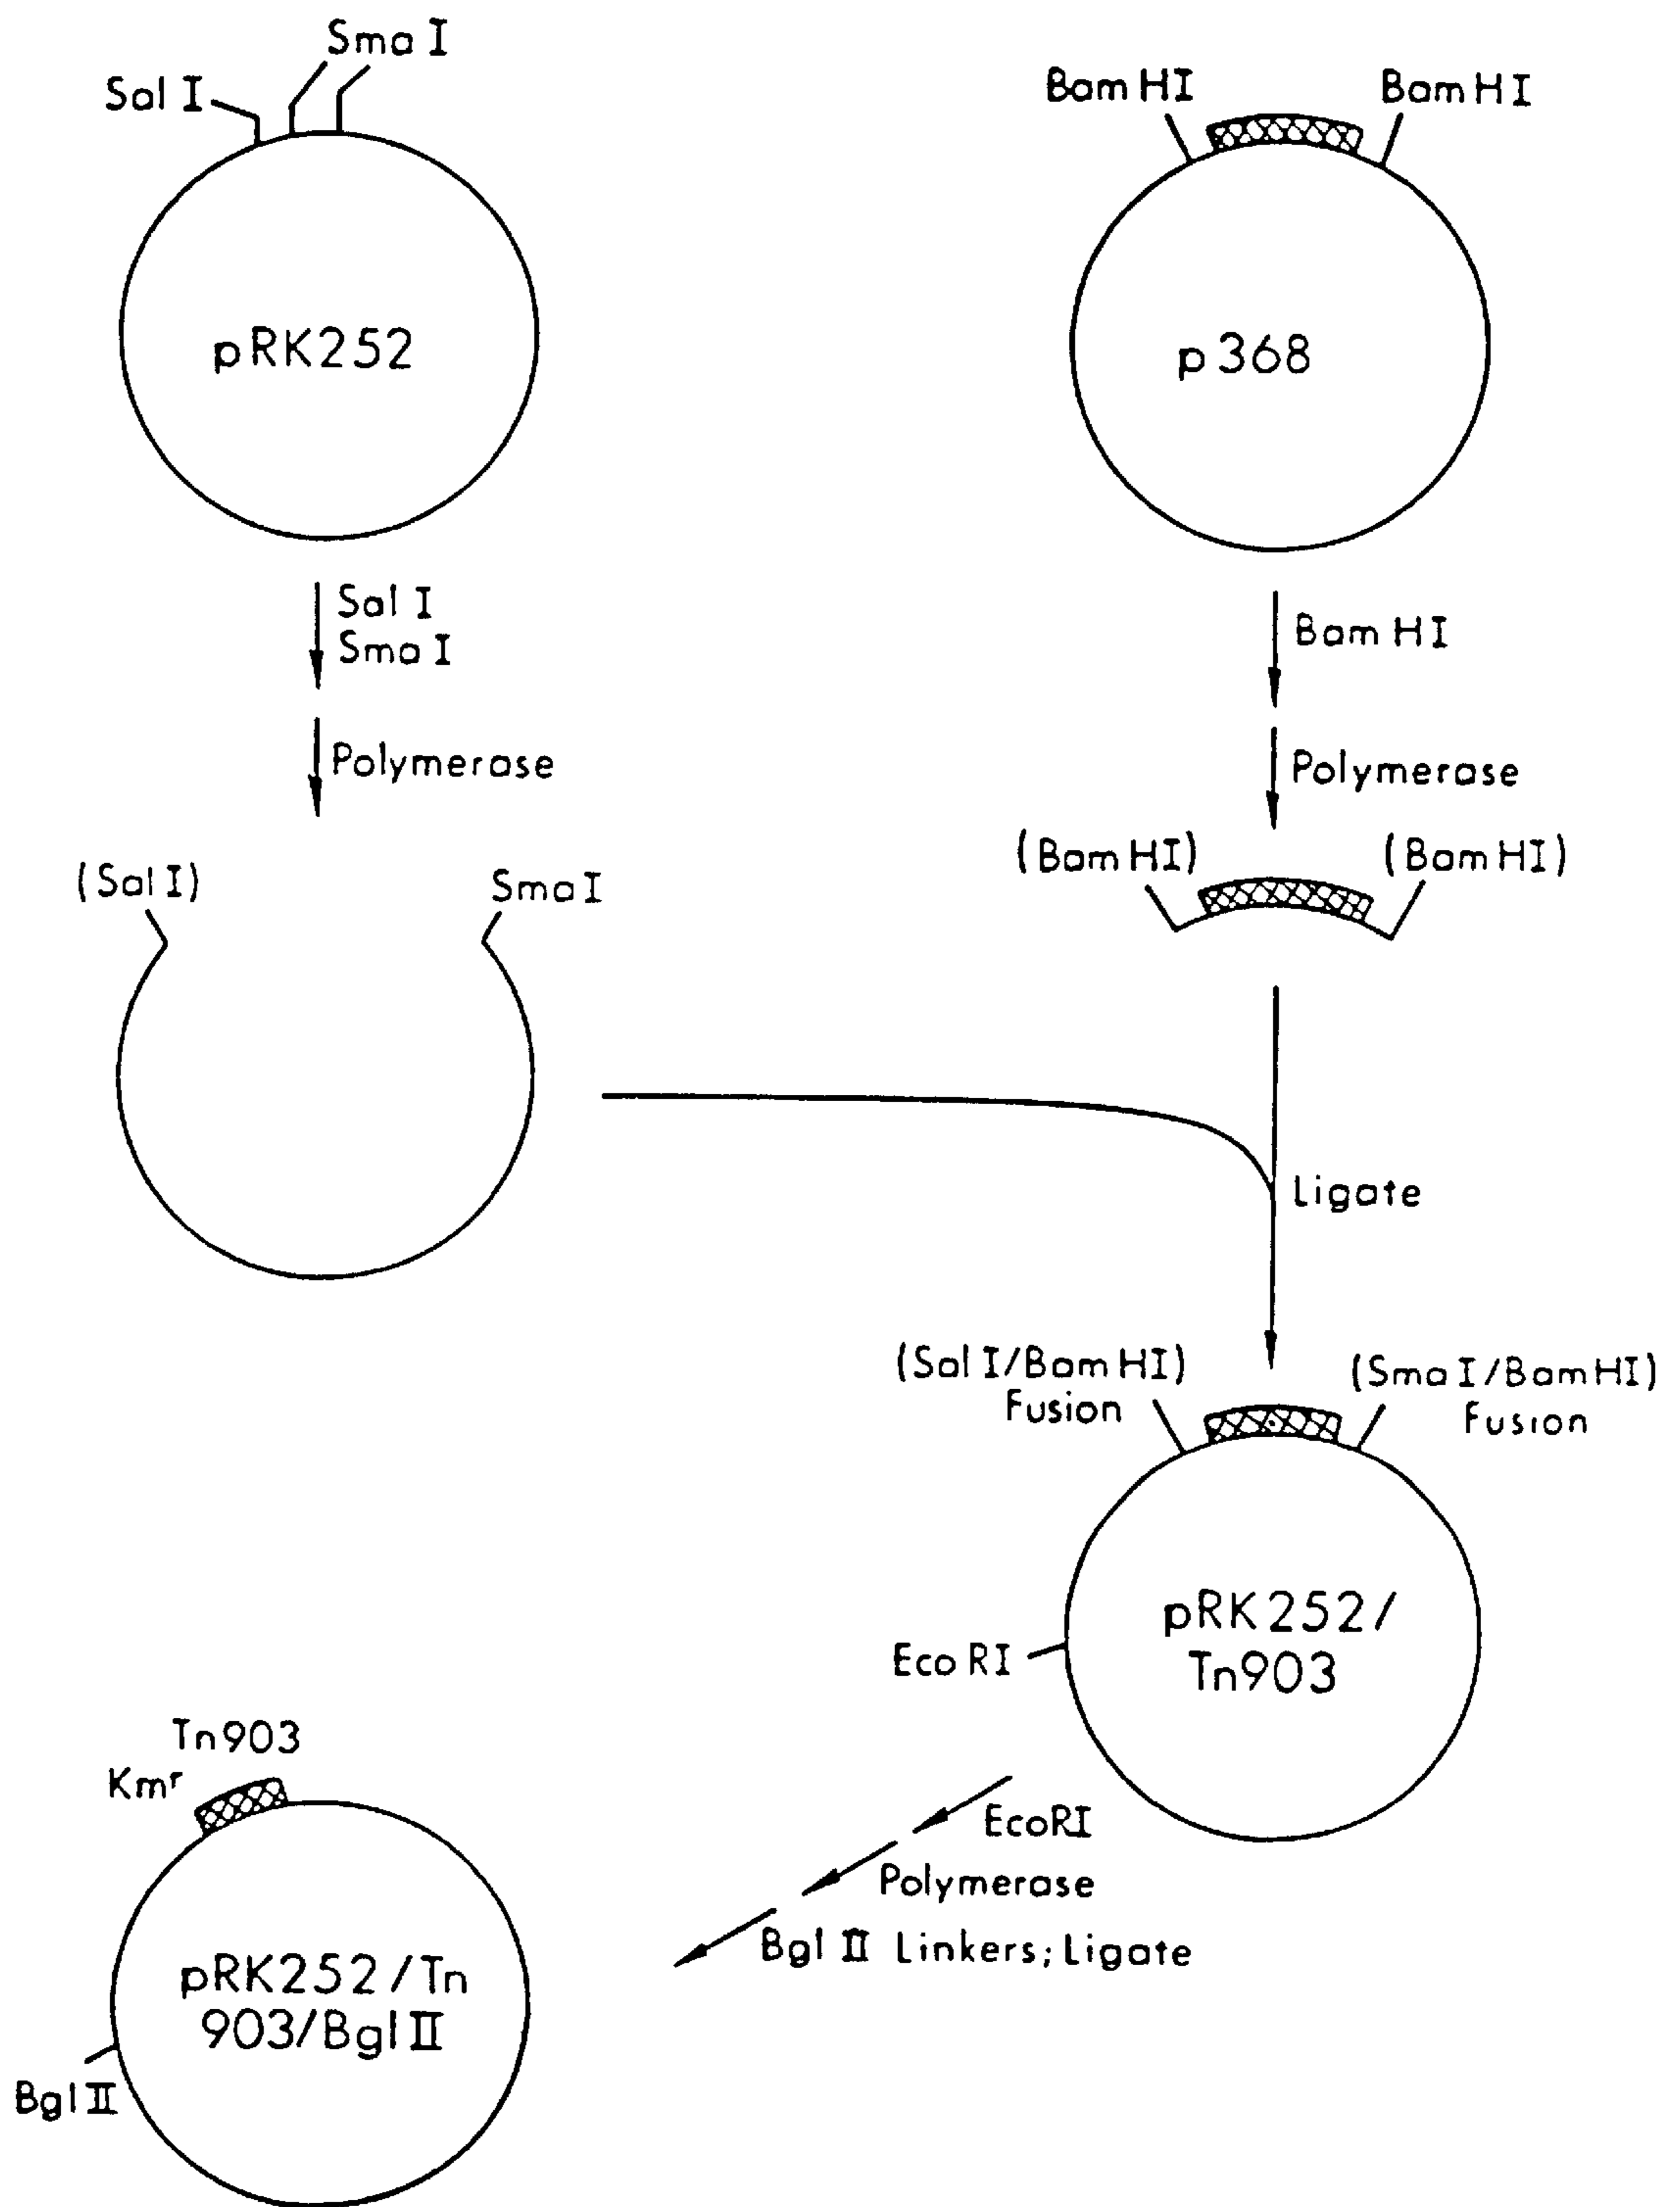 Sma I
Sal I
Bam HI
Bam HI
pRK252
p368
Sal I
Sma I
Bam HI
Polymerase
Polymerase
(Sal I)
Sma I
(Bam HI)
(Bam HI)
Ligate
(Sal I/Bam HI)
Fusion
(Sma I/Bam HI)
Fusion
pRK252/
Tn903
Eco RI
EcoRI
Polymerase
Bgl II Linkers; Ligate
Tn903
Kmʳ
pRK252/Tn
903/Bgl II
Bgl II